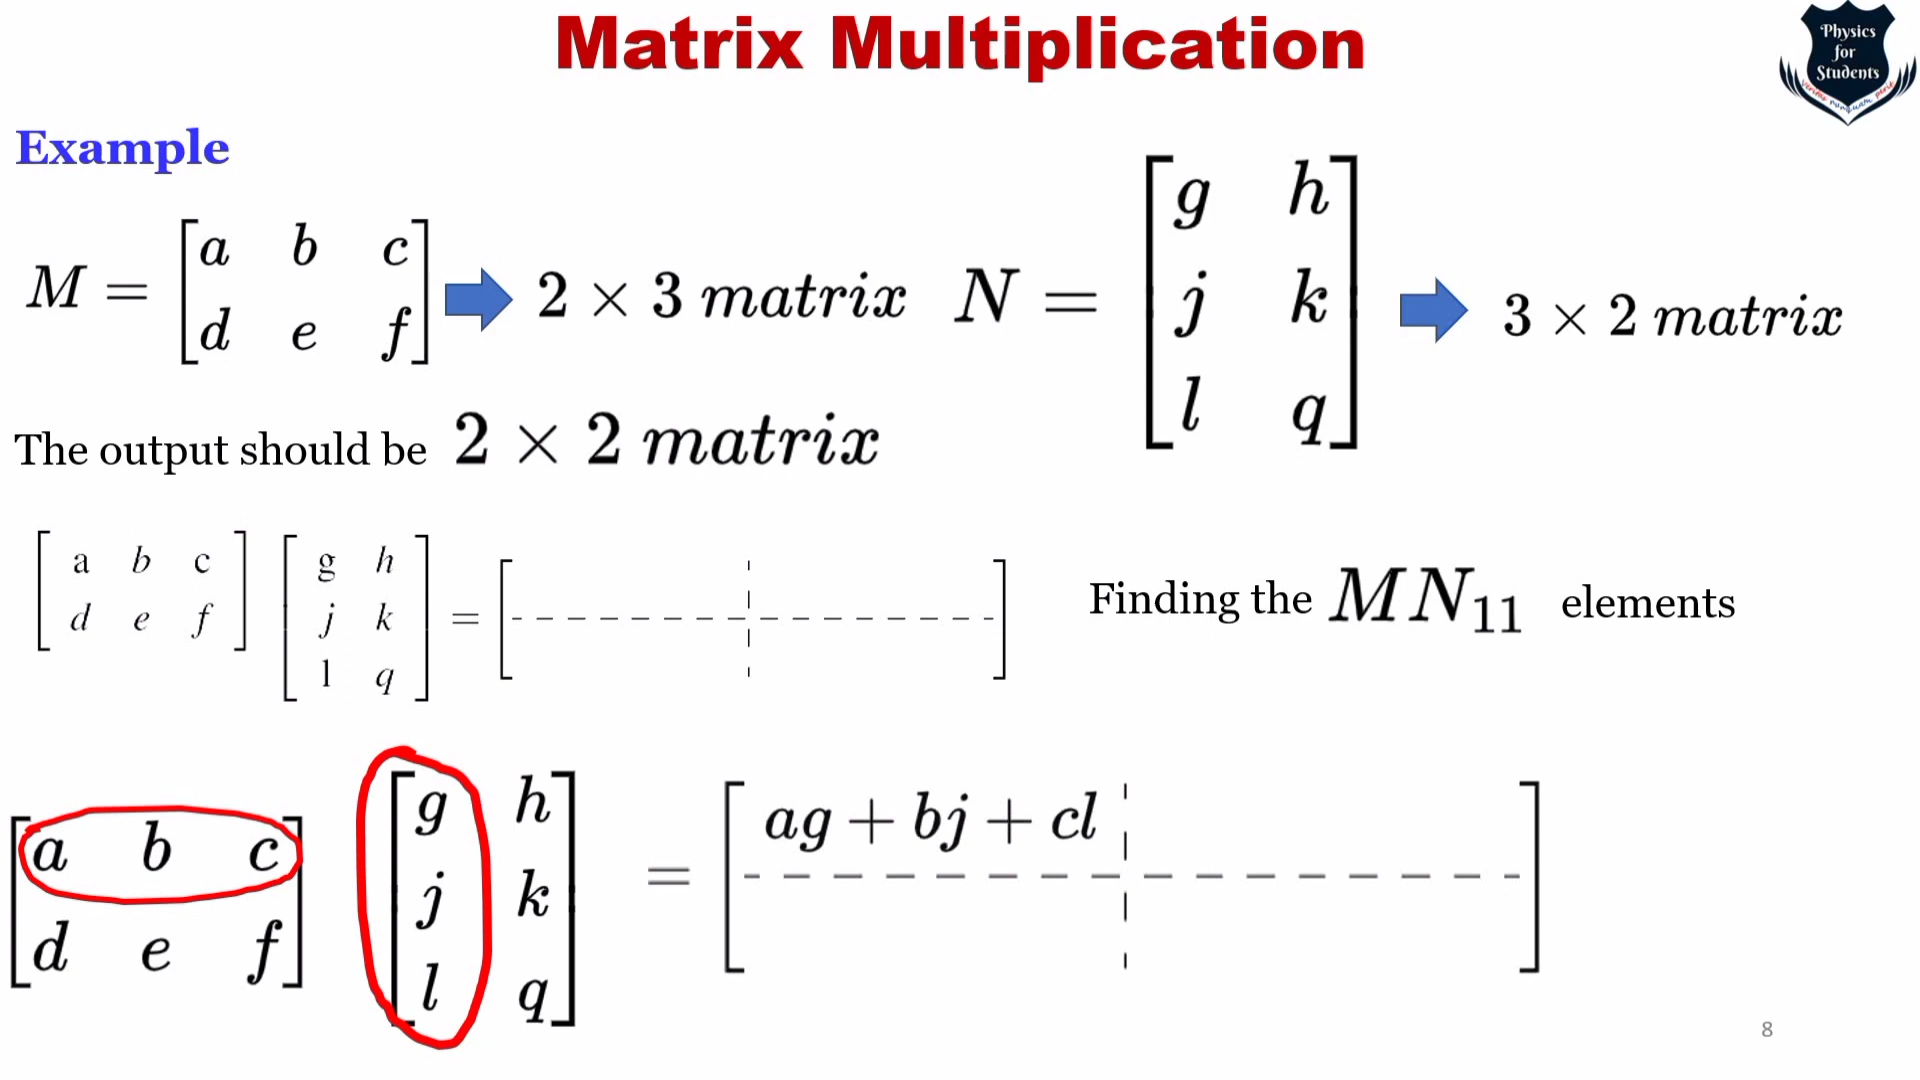 Matrix Multiplication
Physics
for
Students
Example
M = [a b c
d e f]
2 × 3 matrix
N = [g h
j k
l q]
3 × 2 matrix
The output should be 2 × 2 matrix
[a b c
d e f] [g h
j k
l q] = [ ]
Finding the MN₁₁ elements
[a b c
d e f] [g h
j k
l q] = [ag + bj + cl ]
8